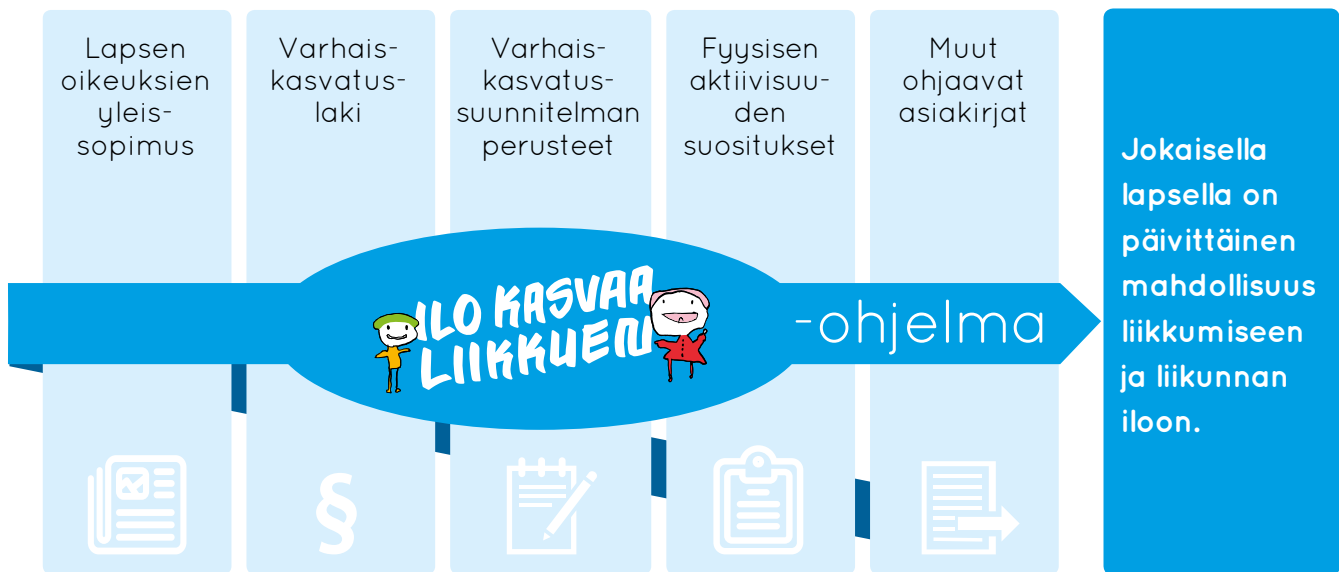 Lapsen
oikeuksien
yleis-
sopimus
Varhais-
kasvatus-
laki
Varhais-
kasvatus-
suunnitelman
perusteet
Fyysisen
aktiivisuu-
den
suositukset
Muut
ohjaavat
asiakirjat
ILO KASVAA
LIIKKUEN
-ohjelma
§
Jokaisella
lapsella on
päivittäinen
mahdollisuus
liikkumiseen
ja liikunnan
iloon.